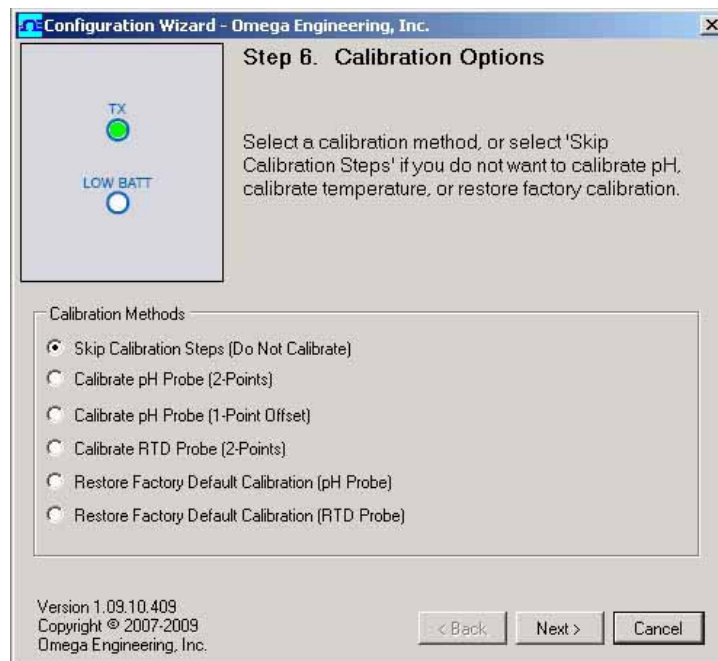 Configuration Wizard - Omega Engineering, Inc.
Step 6. Calibration Options
TX
LOW BATT
Select a calibration method, or select 'Skip
Calibration Steps' if you do not want to calibrate pH,
calibrate temperature, or restore factory calibration.
Calibration Methods
Skip Calibration Steps (Do Not Calibrate)
Calibrate pH Probe (2-Points)
Calibrate pH Probe (1-Point Offset)
Calibrate RTD Probe (2-Points)
Restore Factory Default Calibration (pH Probe)
Restore Factory Default Calibration (RTD Probe)
Version 1.09.10.409
Copyright © 2007-2009
Omega Engineering, Inc.
< Back
Next >
Cancel